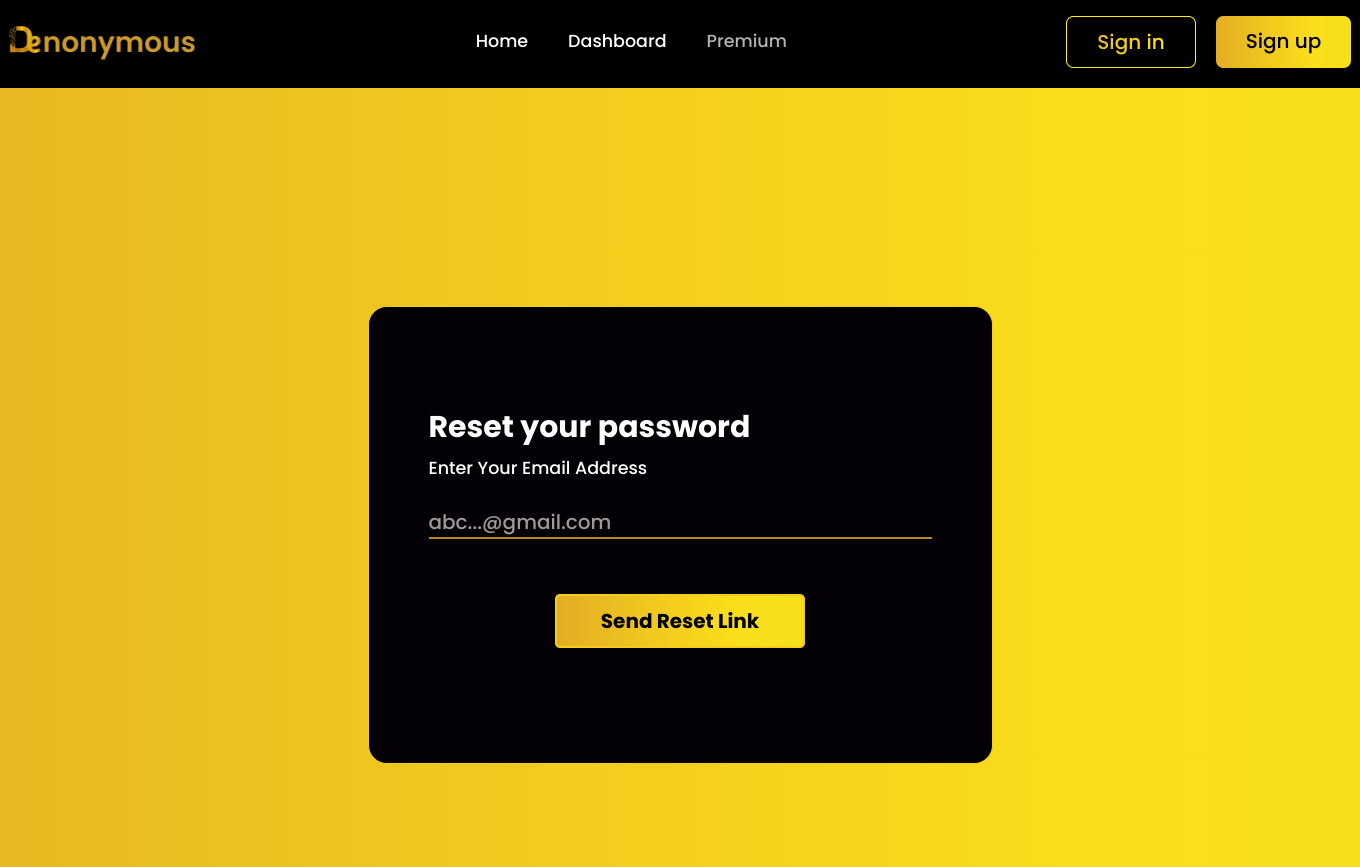 Denonymous
Home
Dashboard
Premium
Sign in
Sign up
Reset your password
Enter Your Email Address
abc...@gmail.com
Send Reset Link